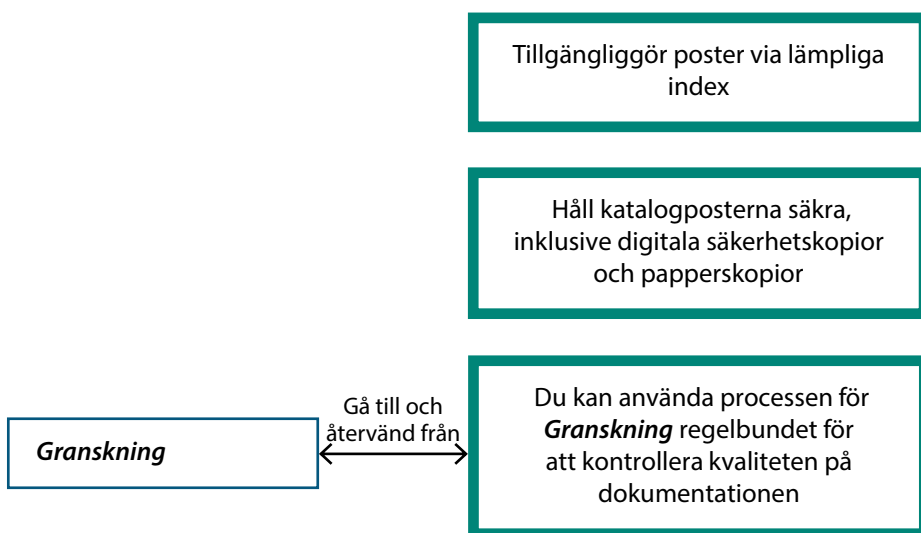 Tillgängliggör poster via lämpliga
index
Håll katalogposterna säkra,
inklusive digitala säkerhetskopior
och papperskopior
Granskning
Gå till och
återvänd från
Du kan använda processen för
Granskning regelbundet för
att kontrollera kvaliteten på
dokumentationen